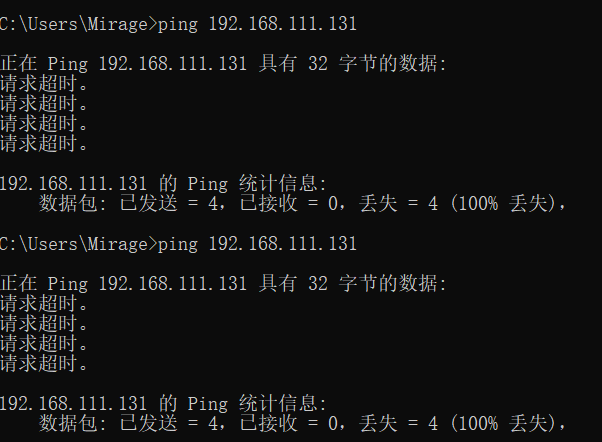 C:\Users\Mirage>ping 192.168.111.131
正在 Ping 192.168.111.131 具有 32 字节的数据:
请求超时。
请求超时。
请求超时。
请求超时。
192.168.111.131 的 Ping 统计信息:
数据包: 已发送 = 4，已接收 = 0，丢失 = 4 (100% 丢失)，
C:\Users\Mirage>ping 192.168.111.131
正在 Ping 192.168.111.131 具有 32 字节的数据:
请求超时。
请求超时。
请求超时。
请求超时。
192.168.111.131 的 Ping 统计信息:
数据包: 已发送 = 4，已接收 = 0，丢失 = 4 (100% 丢失)，